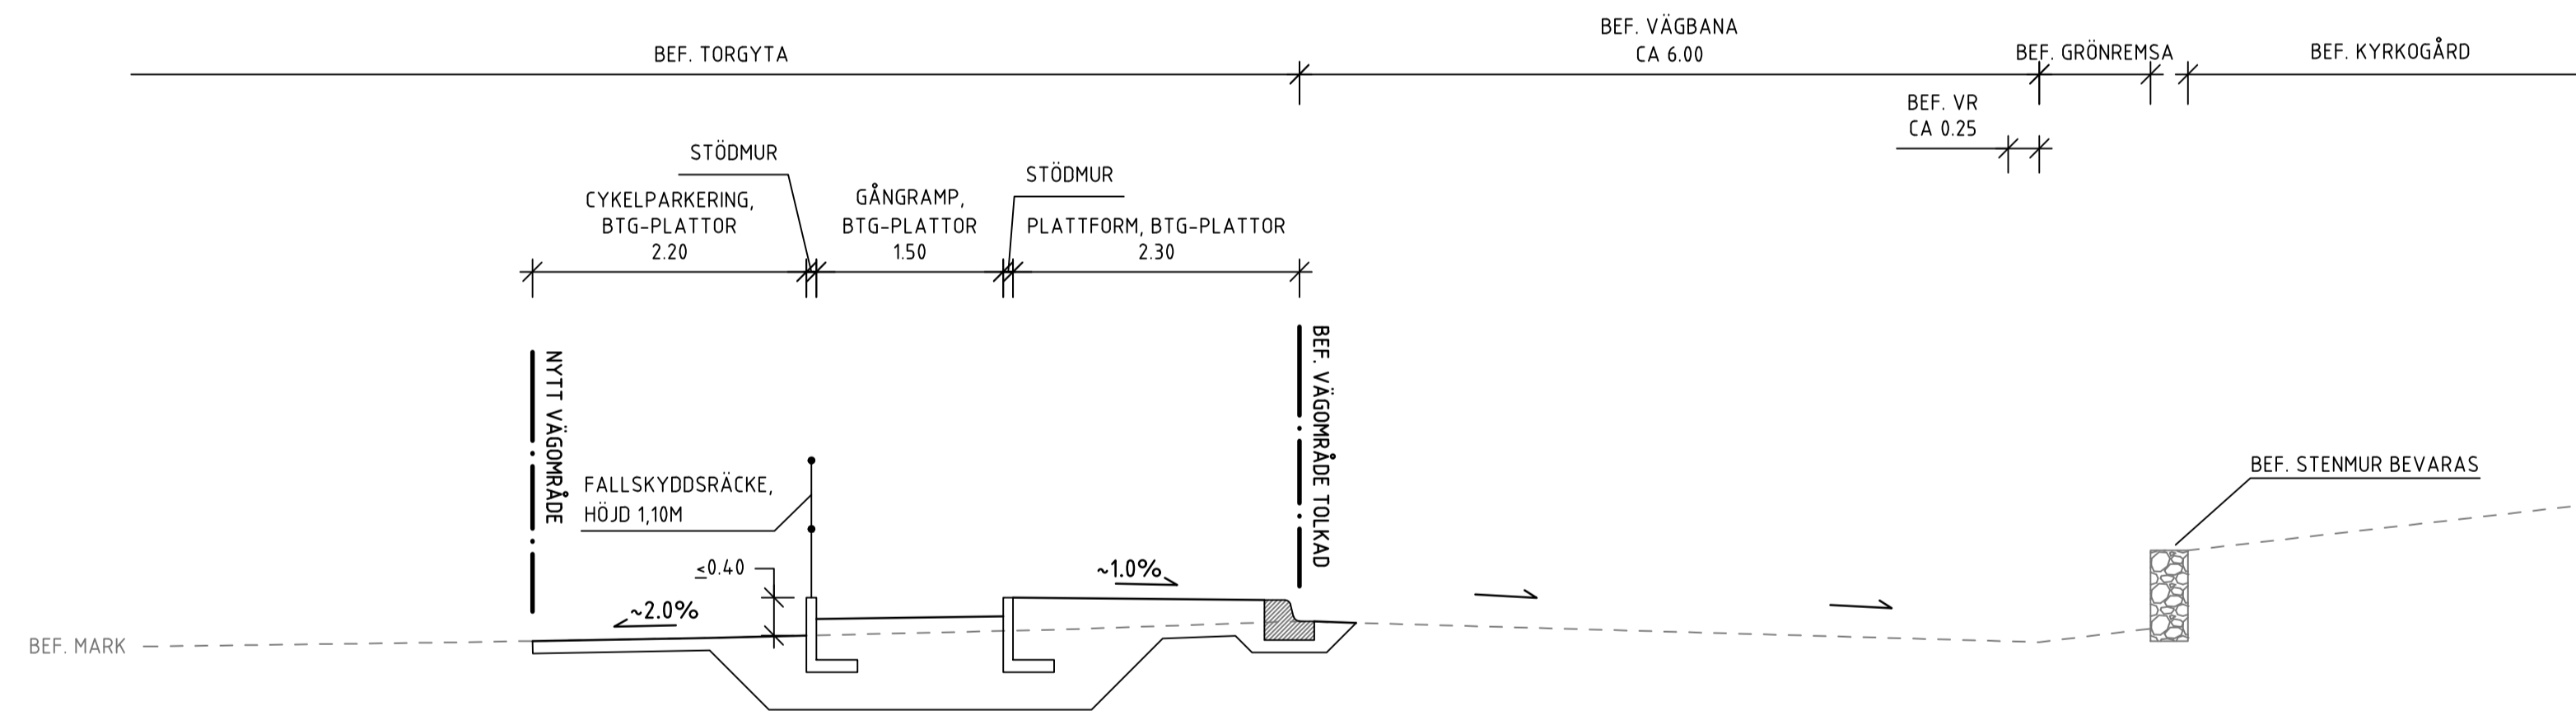 BEF. TORGYTA
BEF. VÄGBANA
CA 6.00
BEF. GRÖNREMSA
BEF. KYRKOGÅRD
BEF. VR
CA 0.25
STÖDMUR
CYKELPARKERING,
BTG-PLATTOR
2.20
GÅNGRAMP,
BTG-PLATTOR
1.50
STÖDMUR
PLATTFORM, BTG-PLATTOR
2.30
NYTT VÄGOMRÅDE
BEF. VÄGOMRÅDE TOLKAD
FALLSKYDDSRÄCKE,
HÖJD 1,10M
≤0.40
~2.0%
~1.0%
BEF. STENMUR BEVARAS
BEF. MARK